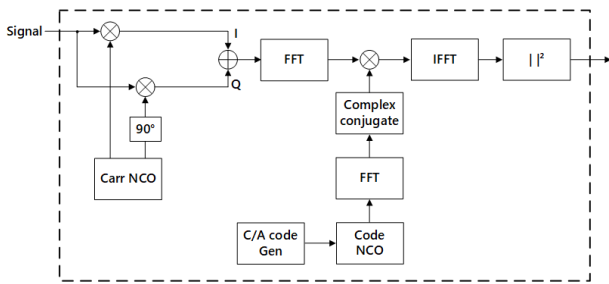 Signal
I
Q
FFT
IFFT
| |²
Complex
conjugate
90°
Carr NCO
FFT
C/A code
Gen
Code
NCO